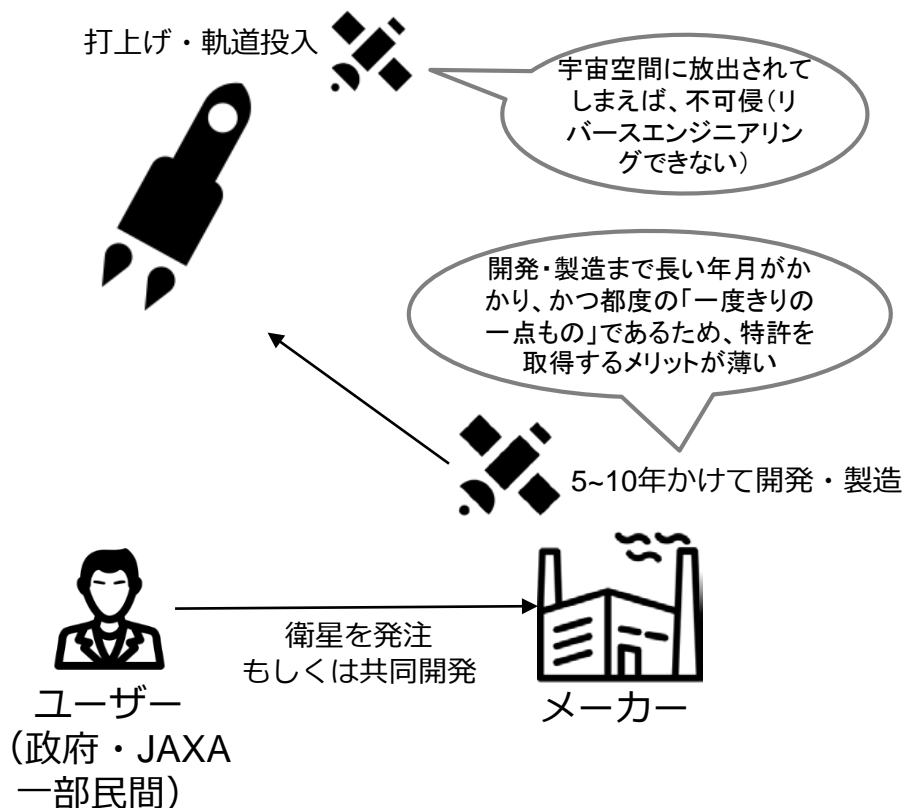 打上げ・軌道投入
宇宙空間に放出されて
しまえば、不可侵（リ
バースエンジニアリン
グできない）
開発・製造まで長い年月がか
かり、かつ都度の「一度きりの
一点もの」であるため、特許を
取得するメリットが薄い
5~10年かけて開発・製造
衛星を発注
もしくは共同開発
ユーザー
（政府・JAXA
一部民間）
メーカー